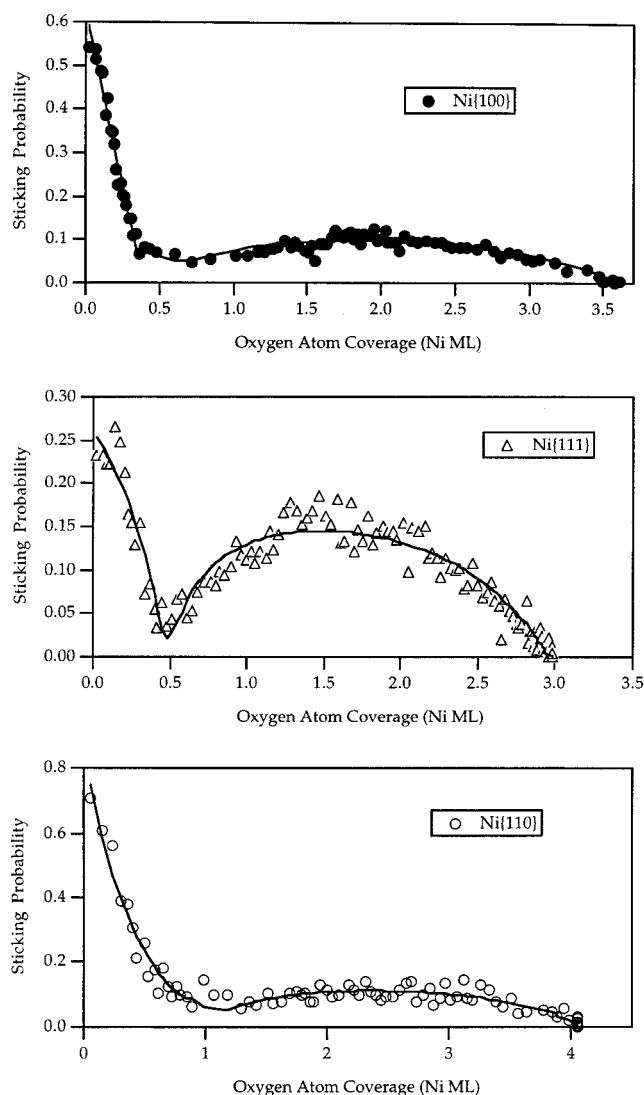 0.6
0.5
0.4
0.3
0.2
0.1
0.0
Sticking Probability
Ni{100}
0.0 0.5 1.0 1.5 2.0 2.5 3.0 3.5
Oxygen Atom Coverage (Ni ML)
0.30
0.25
0.20
0.15
0.10
0.05
0.00
Sticking Probability
Ni{111}
0.0 0.5 1.0 1.5 2.0 2.5 3.0 3.5
Oxygen Atom Coverage (Ni ML)
0.8
0.6
0.4
0.2
0.0
Sticking Probability
Ni{110}
0 1 2 3 4
Oxygen Atom Coverage (Ni ML)